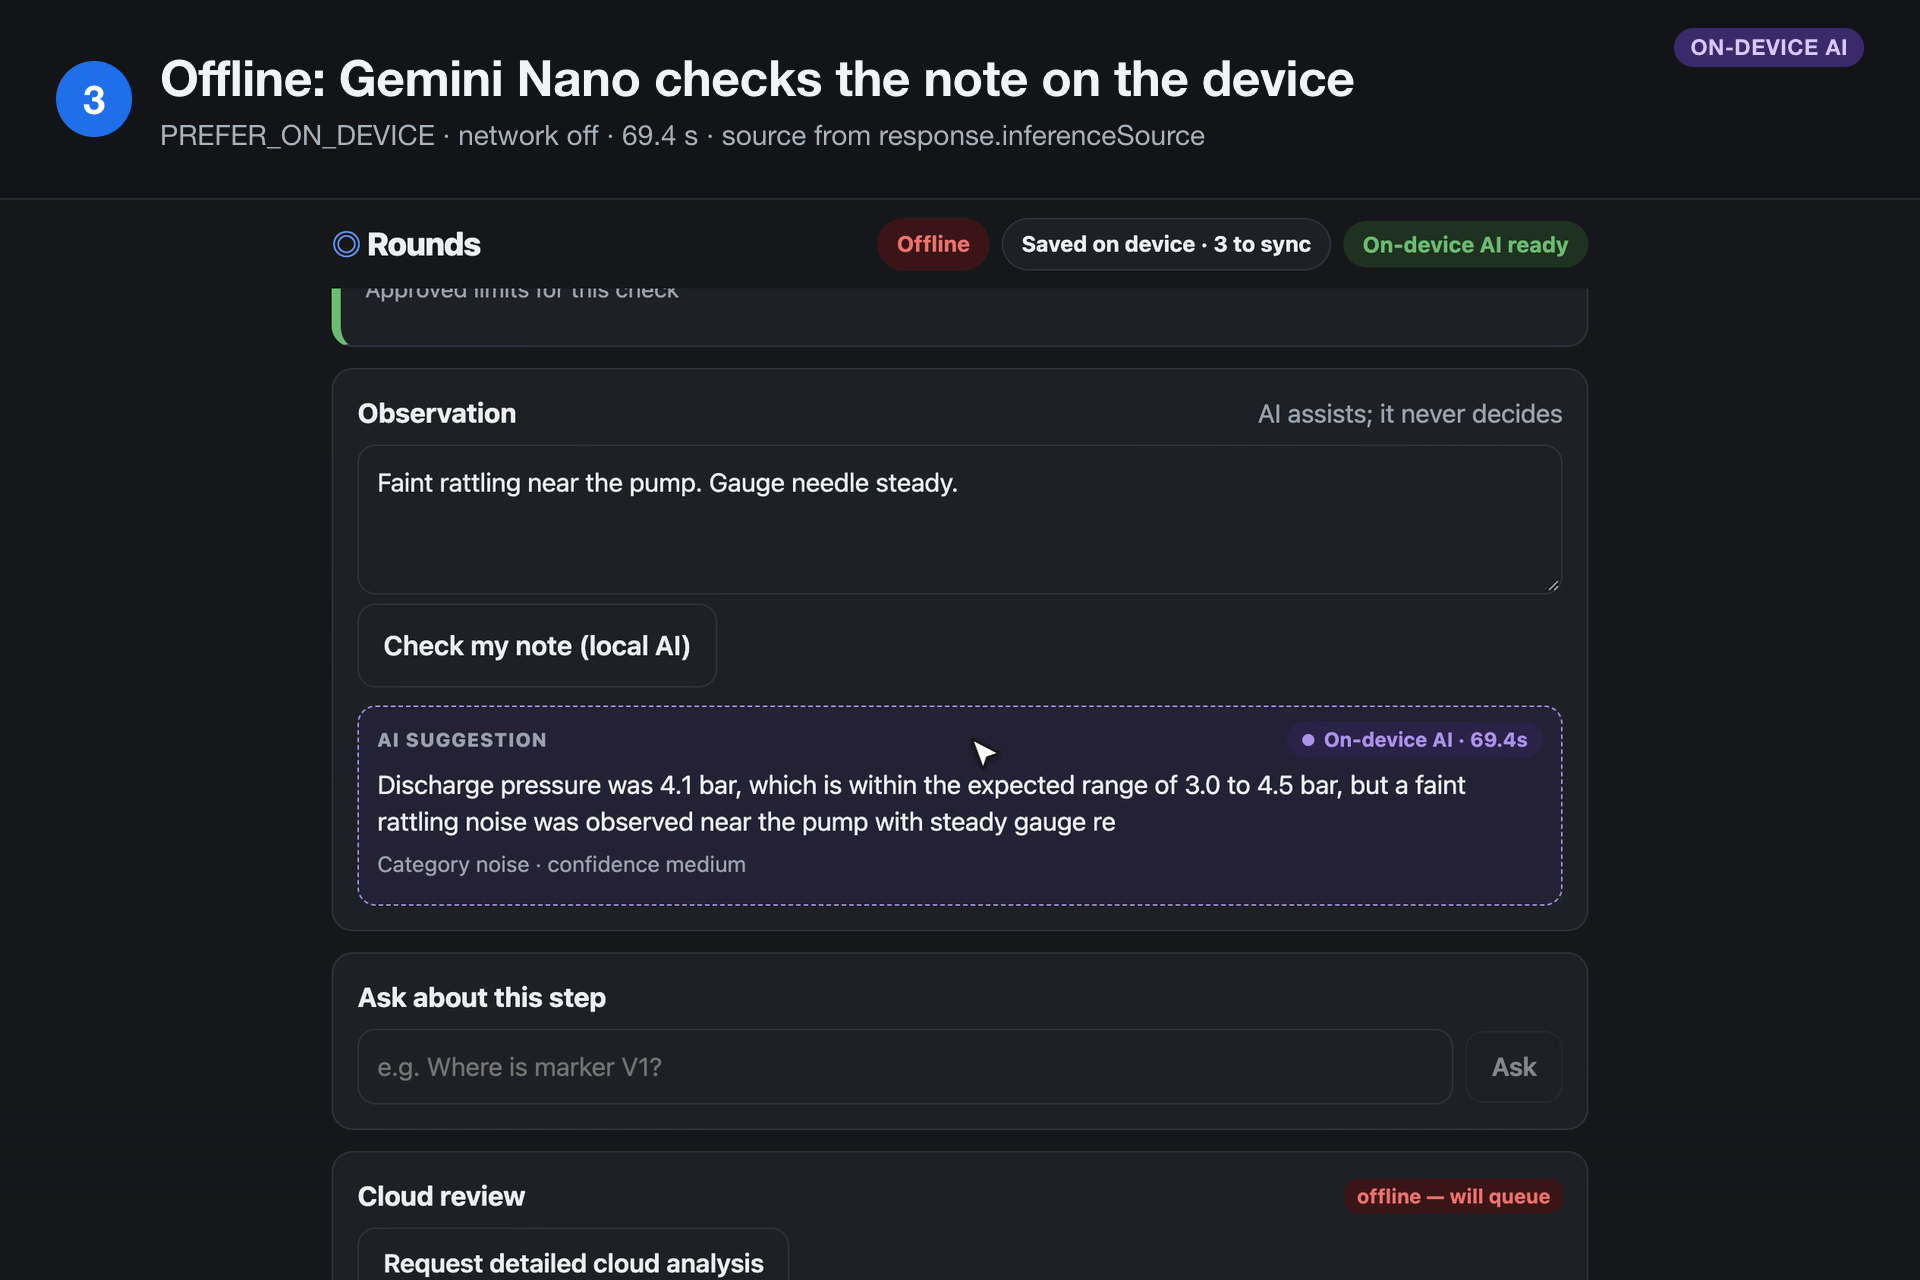 3
Offline: Gemini Nano checks the note on the device
ON-DEVICE AI
PREFER_ON_DEVICE · network off · 69.4 s · source from response.inferenceSource
Rounds
Offline
Saved on device · 3 to sync
On-device AI ready
Approved limits for this check
Observation
AI assists; it never decides
Faint rattling near the pump. Gauge needle steady.
Check my note (local AI)
AI SUGGESTION
On-device AI · 69.4s
Discharge pressure was 4.1 bar, which is within the expected range of 3.0 to 4.5 bar, but a faint
rattling noise was observed near the pump with steady gauge re
Category noise · confidence medium
Ask about this step
e.g. Where is marker V1?
Ask
Cloud review
offline — will queue
Request detailed cloud analysis